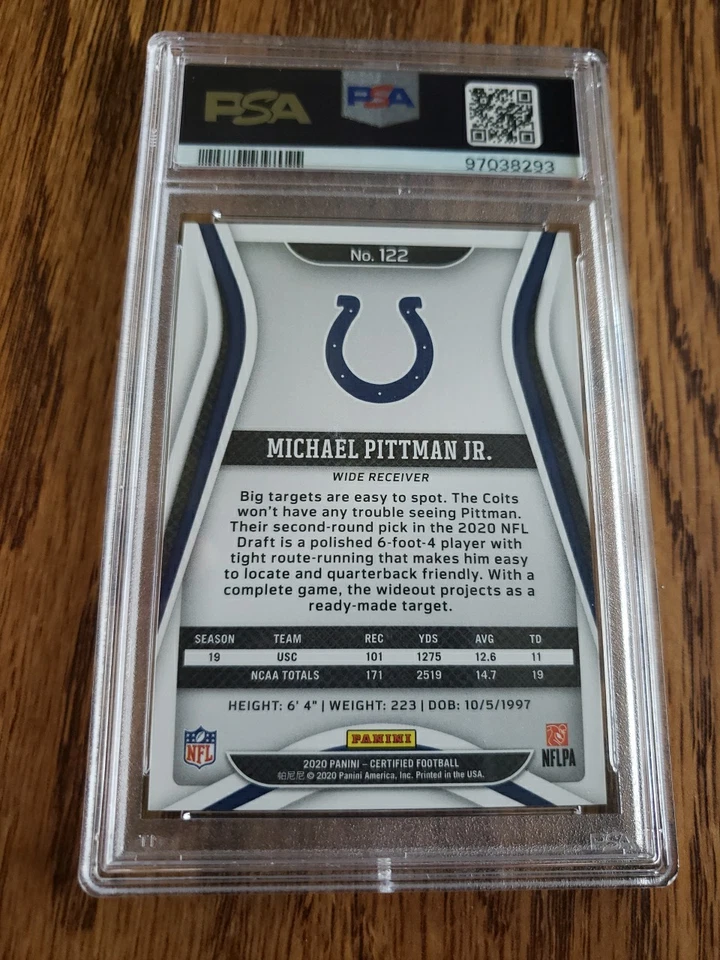 PSA PSA
97038293
No. 122
MICHAEL PITTMAN JR.
WIDE RECEIVER
Big targets are easy to spot. The Colts
won't have any trouble seeing Pittman.
Their second-round pick in the 2020 NFL
Draft is a polished 6-foot-4 player with
tight route-running that makes him easy
to locate and quarterback friendly. With a
complete game, the wideout projects as a
ready-made target.
SEASON TEAM REC YDS AVG TD
19 USC 101 1275 12.6 11
NCAA TOTALS 171 2519 14.7 19
HEIGHT: 6' 4" | WEIGHT: 223 | DOB: 10/5/1997
NFL PANINI NFLPA
2020 PANINI – CERTIFIED FOOTBALL
帕尼尼 © 2020 Panini America, Inc. Printed in the USA.
PSA